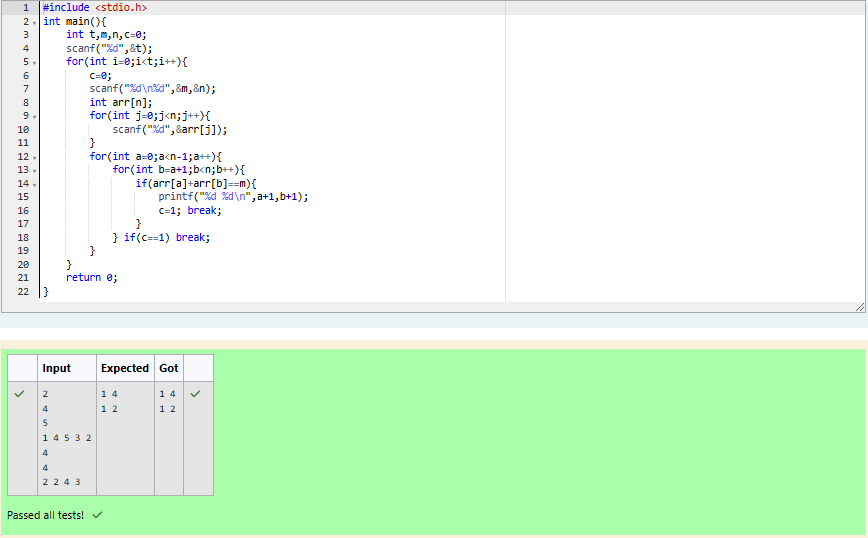 1 #include <stdio.h>
2 int main(){
3 int t,m,n,c=0;
4 scanf("%d",&t);
5 for(int i=0;i<t;i++){
6 c=0;
7 scanf("%d\n%d",&m,&n);
8 int arr[n];
9 for(int j=0;j<n;j++){
10 scanf("%d",&arr[j]);
11 }
12 for(int a=0;a<n-1;a++){
13 for(int b=a+1;b<n;b++){
14 if(arr[a]+arr[b]==m){
15 printf("%d %d\n",a+1,b+1);
16 c=1; break;
17 }
18 } if(c==1) break;
19 }
20 }
21 return 0;
22 }
Input Expected Got
2 1 4 1 4
4 1 2 1 2
5
1 4 5 3 2
4
4
2 2 4 3
Passed all tests!